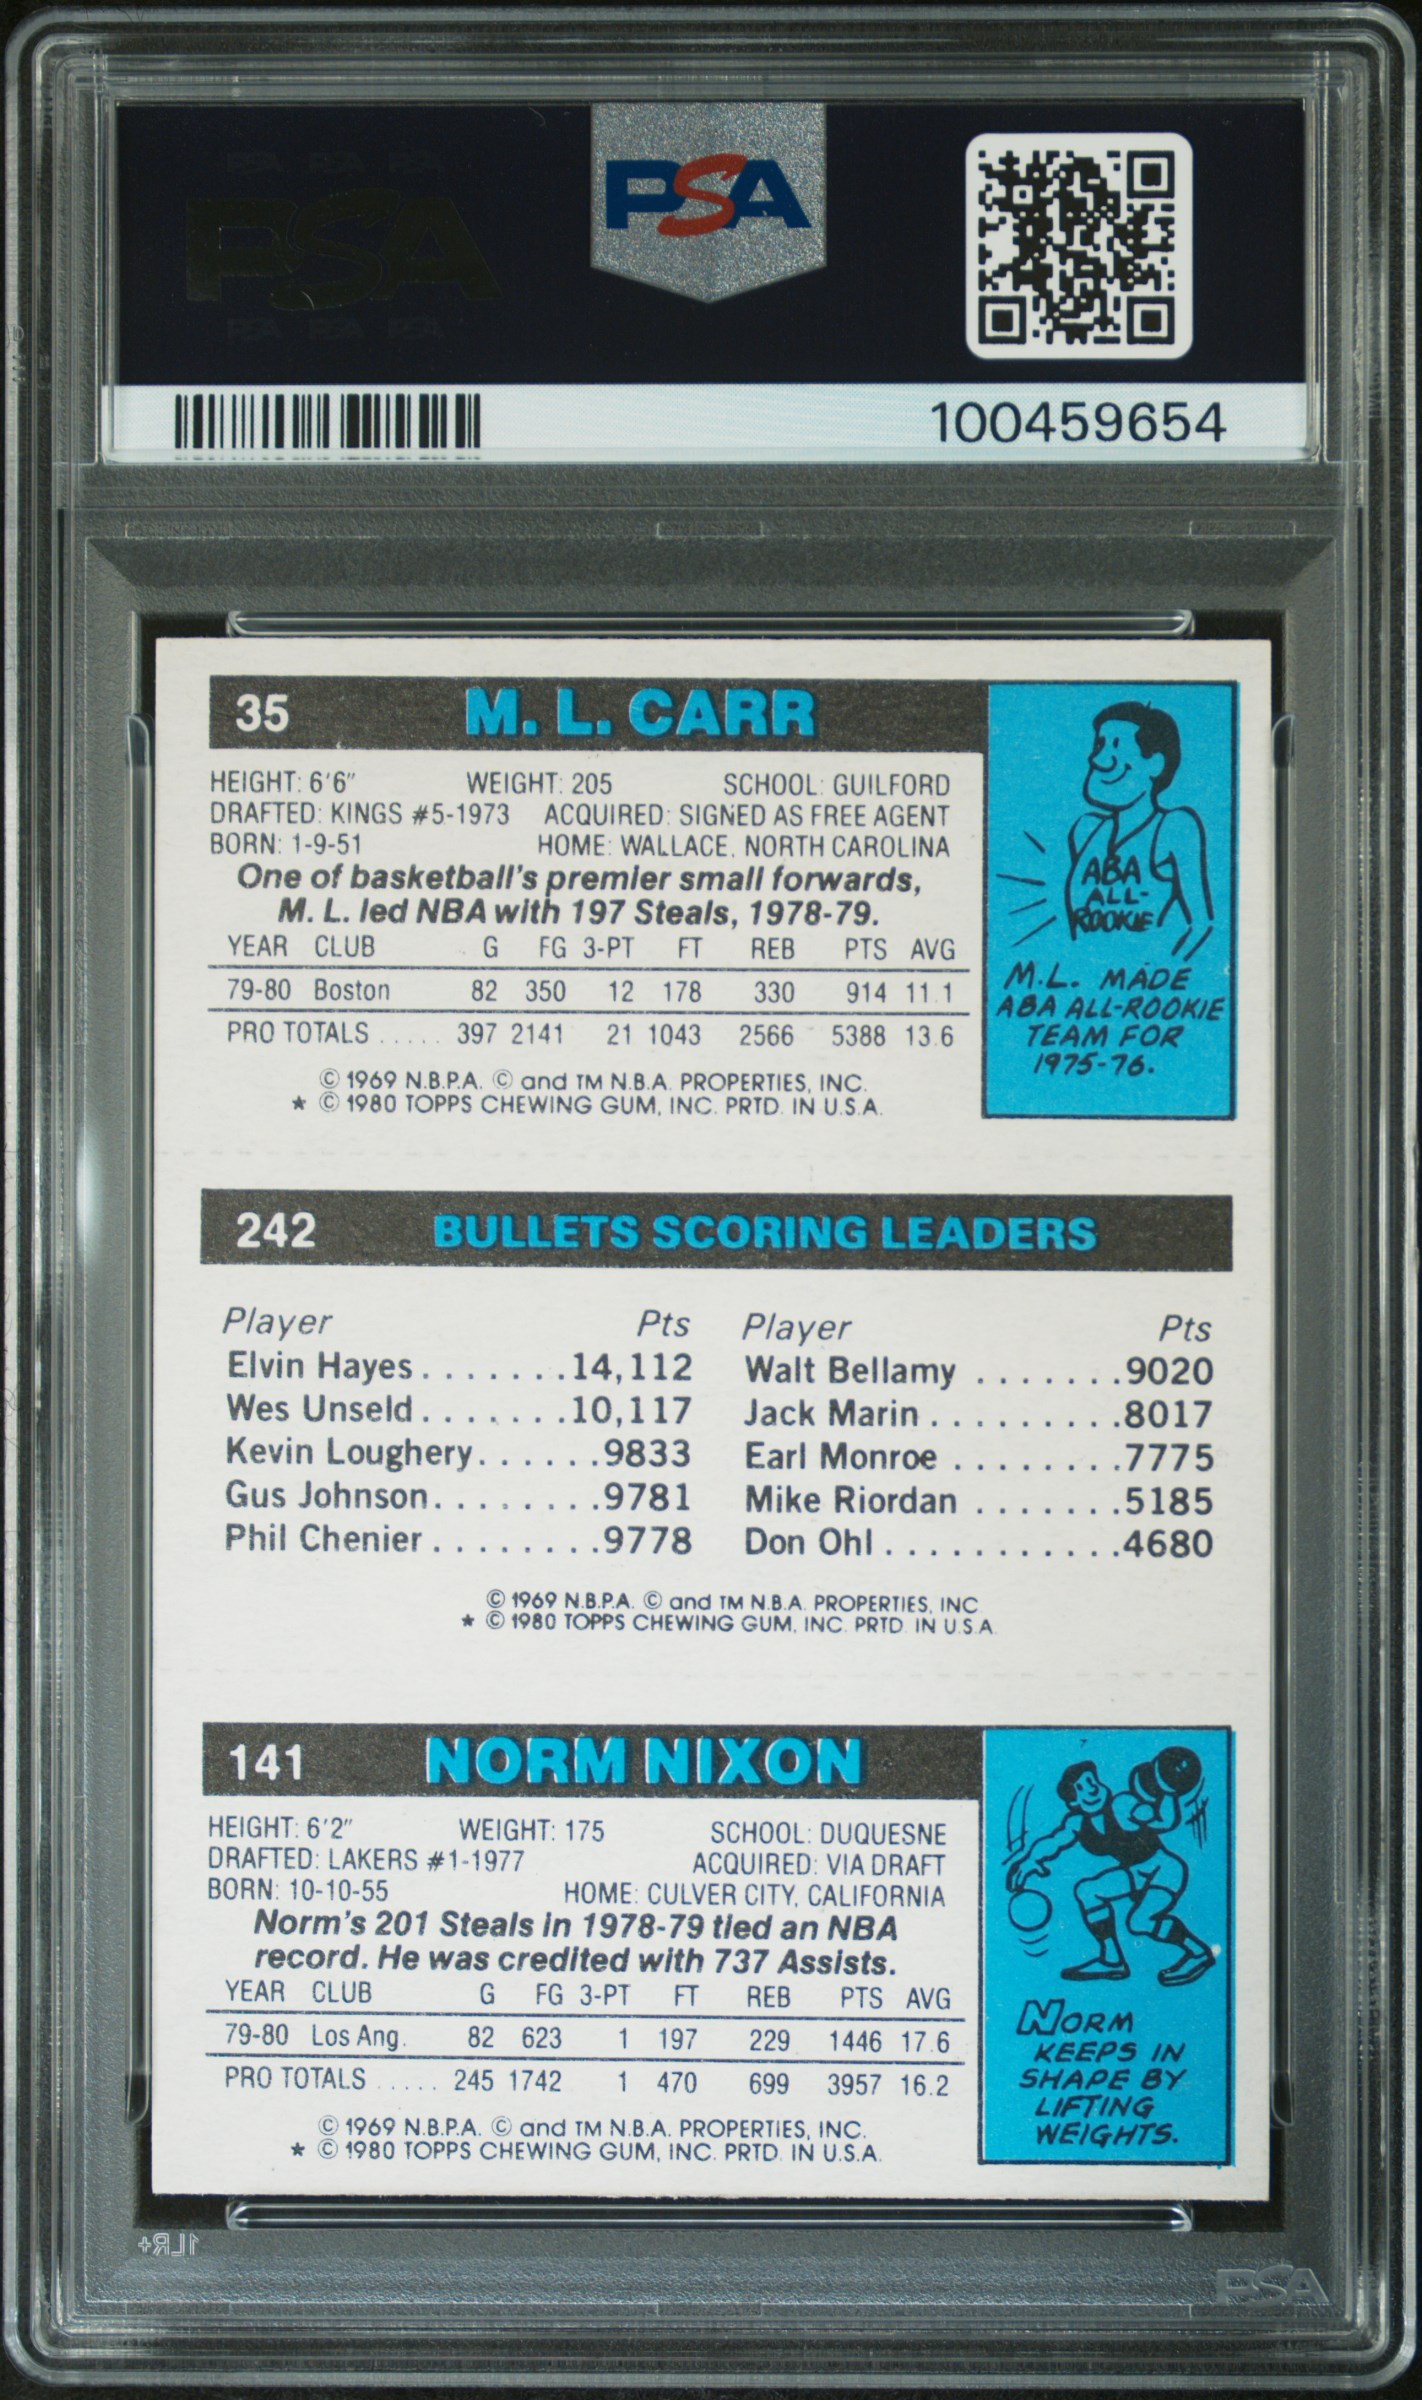 PSA PSA PSA
PSA
PSA PSA PSA
PSA
100459654
35 M. L. CARR
HEIGHT: 6'6" WEIGHT: 205 SCHOOL: GUILFORD
DRAFTED: KINGS #5-1973 ACQUIRED: SIGNED AS FREE AGENT
BORN: 1-9-51 HOME: WALLACE, NORTH CAROLINA
One of basketball's premier small forwards,
M. L. led NBA with 197 Steals, 1978-79.
YEAR CLUB G FG 3-PT FT REB PTS AVG
79-80 Boston 82 350 12 178 330 914 11.1
PRO TOTALS ..... 397 2141 21 1043 2566 5388 13.6
© 1969 N.B.P.A. © and TM N.B.A. PROPERTIES, INC.
* © 1980 TOPPS CHEWING GUM, INC. PRTD. IN U.S.A.
ABA
ALL-
ROOKIE
M.L. MADE
ABA ALL-ROOKIE
TEAM FOR
1975-76.
242 BULLETS SCORING LEADERS
Player Pts Player Pts
Elvin Hayes.......14,112 Walt Bellamy.......9020
Wes Unseld.......10,117 Jack Marin.........8017
Kevin Loughery......9833 Earl Monroe........7775
Gus Johnson........9781 Mike Riordan.......5185
Phil Chenier........9778 Don Ohl...........4680
© 1969 N.B.P.A. © and TM N.B.A. PROPERTIES, INC.
* © 1980 TOPPS CHEWING GUM, INC. PRTD. IN U.S.A.
141 NORM NIXON
HEIGHT: 6'2" WEIGHT: 175 SCHOOL: DUQUESNE
DRAFTED: LAKERS #1-1977 ACQUIRED: VIA DRAFT
BORN: 10-10-55 HOME: CULVER CITY, CALIFORNIA
Norm's 201 Steals in 1978-79 tied an NBA
record. He was credited with 737 Assists.
YEAR CLUB G FG 3-PT FT REB PTS AVG
79-80 Los Ang. 82 623 1 197 229 1446 17.6
PRO TOTALS ..... 245 1742 1 470 699 3957 16.2
© 1969 N.B.P.A. © and TM N.B.A. PROPERTIES, INC.
* © 1980 TOPPS CHEWING GUM, INC. PRTD. IN U.S.A.
NORM
KEEPS IN
SHAPE BY
LIFTING
WEIGHTS.
1LR+
PSA